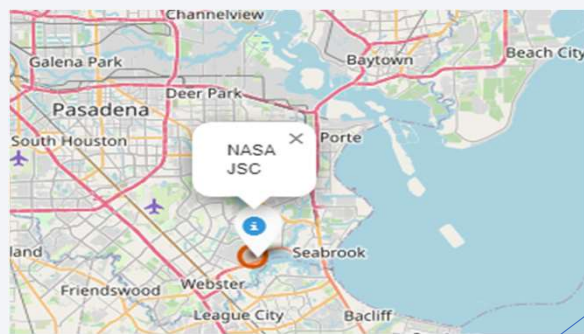 Channelview
Galena Park
Baytown
Beach City
Deer Park
Pasadena
South Houston
Porte
NASA
JSC
land
Seabrook
Webster
Friendswood
League City
Bacliff